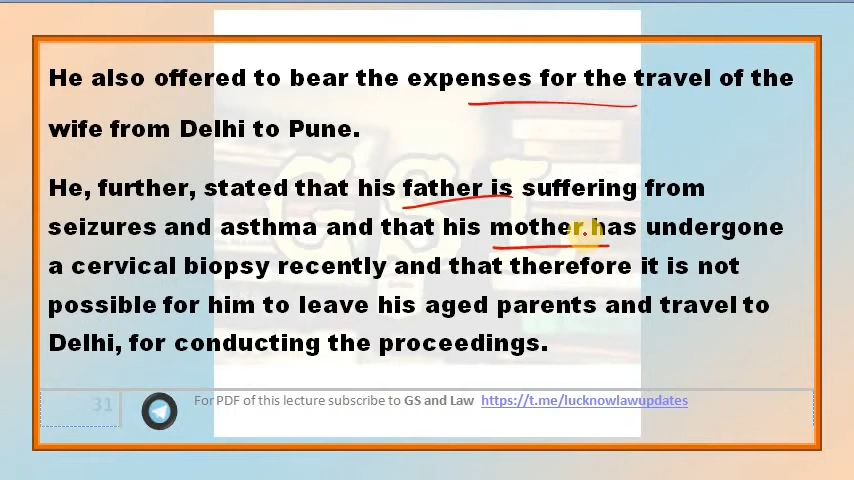 He also offered to bear the expenses for the travel of the
wife from Delhi to Pune.
He, further, stated that his father is suffering from
seizures and asthma and that his mother has undergone
a cervical biopsy recently and that therefore it is not
possible for him to leave his aged parents and travel to
Delhi, for conducting the proceedings.
31
For PDF of this lecture subscribe to GS and Law https://t.me/lucknowlawupdates
GSL